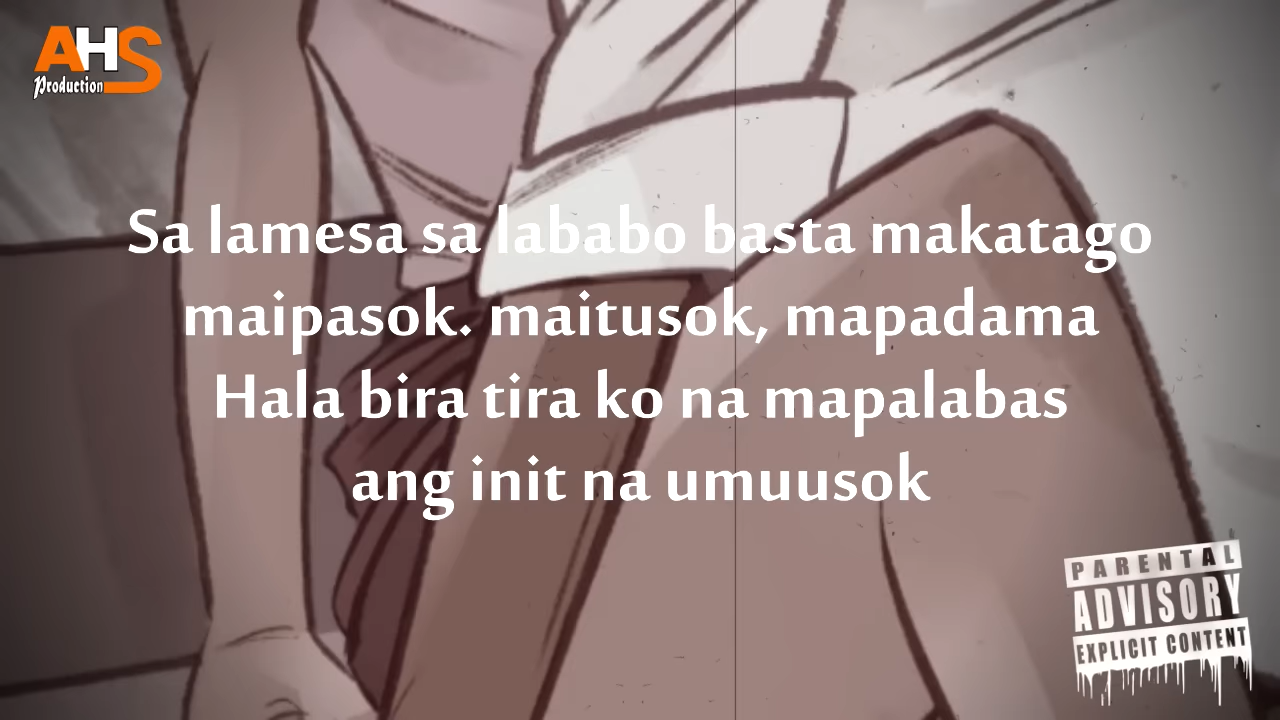 AHS
Production
Sa lamesa sa lababo basta makatago
maipasok. maitusok, mapadama
Hala bira tira ko na mapalabas
ang init na umuusok
PARENTAL
ADVISORY
EXPLICIT CONTENT